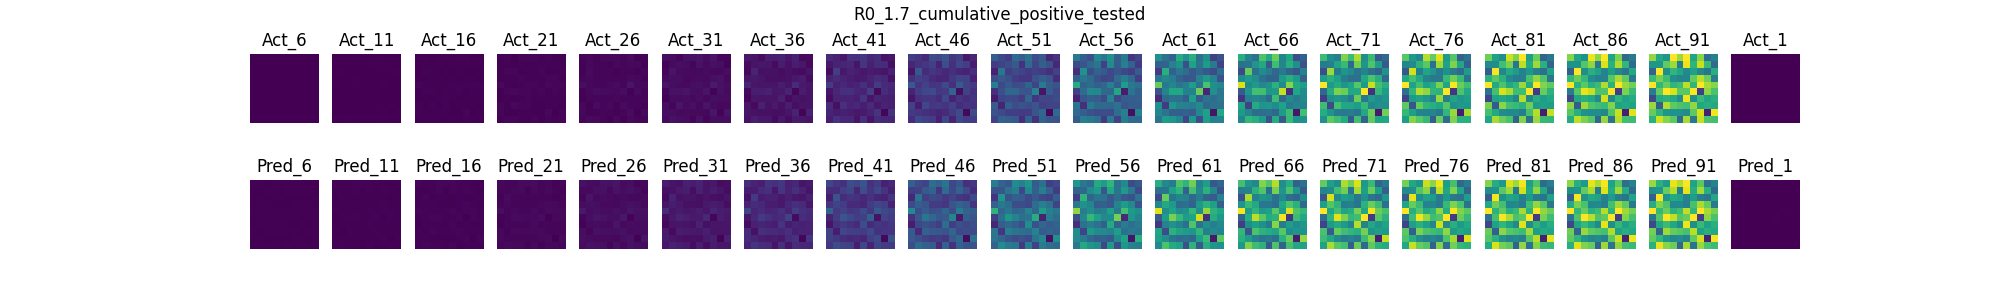 R0_1.7_cumulative_positive_tested
Act_6 Act_11 Act_16 Act_21 Act_26 Act_31 Act_36 Act_41 Act_46 Act_51 Act_56 Act_61 Act_66 Act_71 Act_76 Act_81 Act_86 Act_91 Act_1
Pred_6 Pred_11 Pred_16 Pred_21 Pred_26 Pred_31 Pred_36 Pred_41 Pred_46 Pred_51 Pred_56 Pred_61 Pred_66 Pred_71 Pred_76 Pred_81 Pred_86 Pred_91 Pred_1